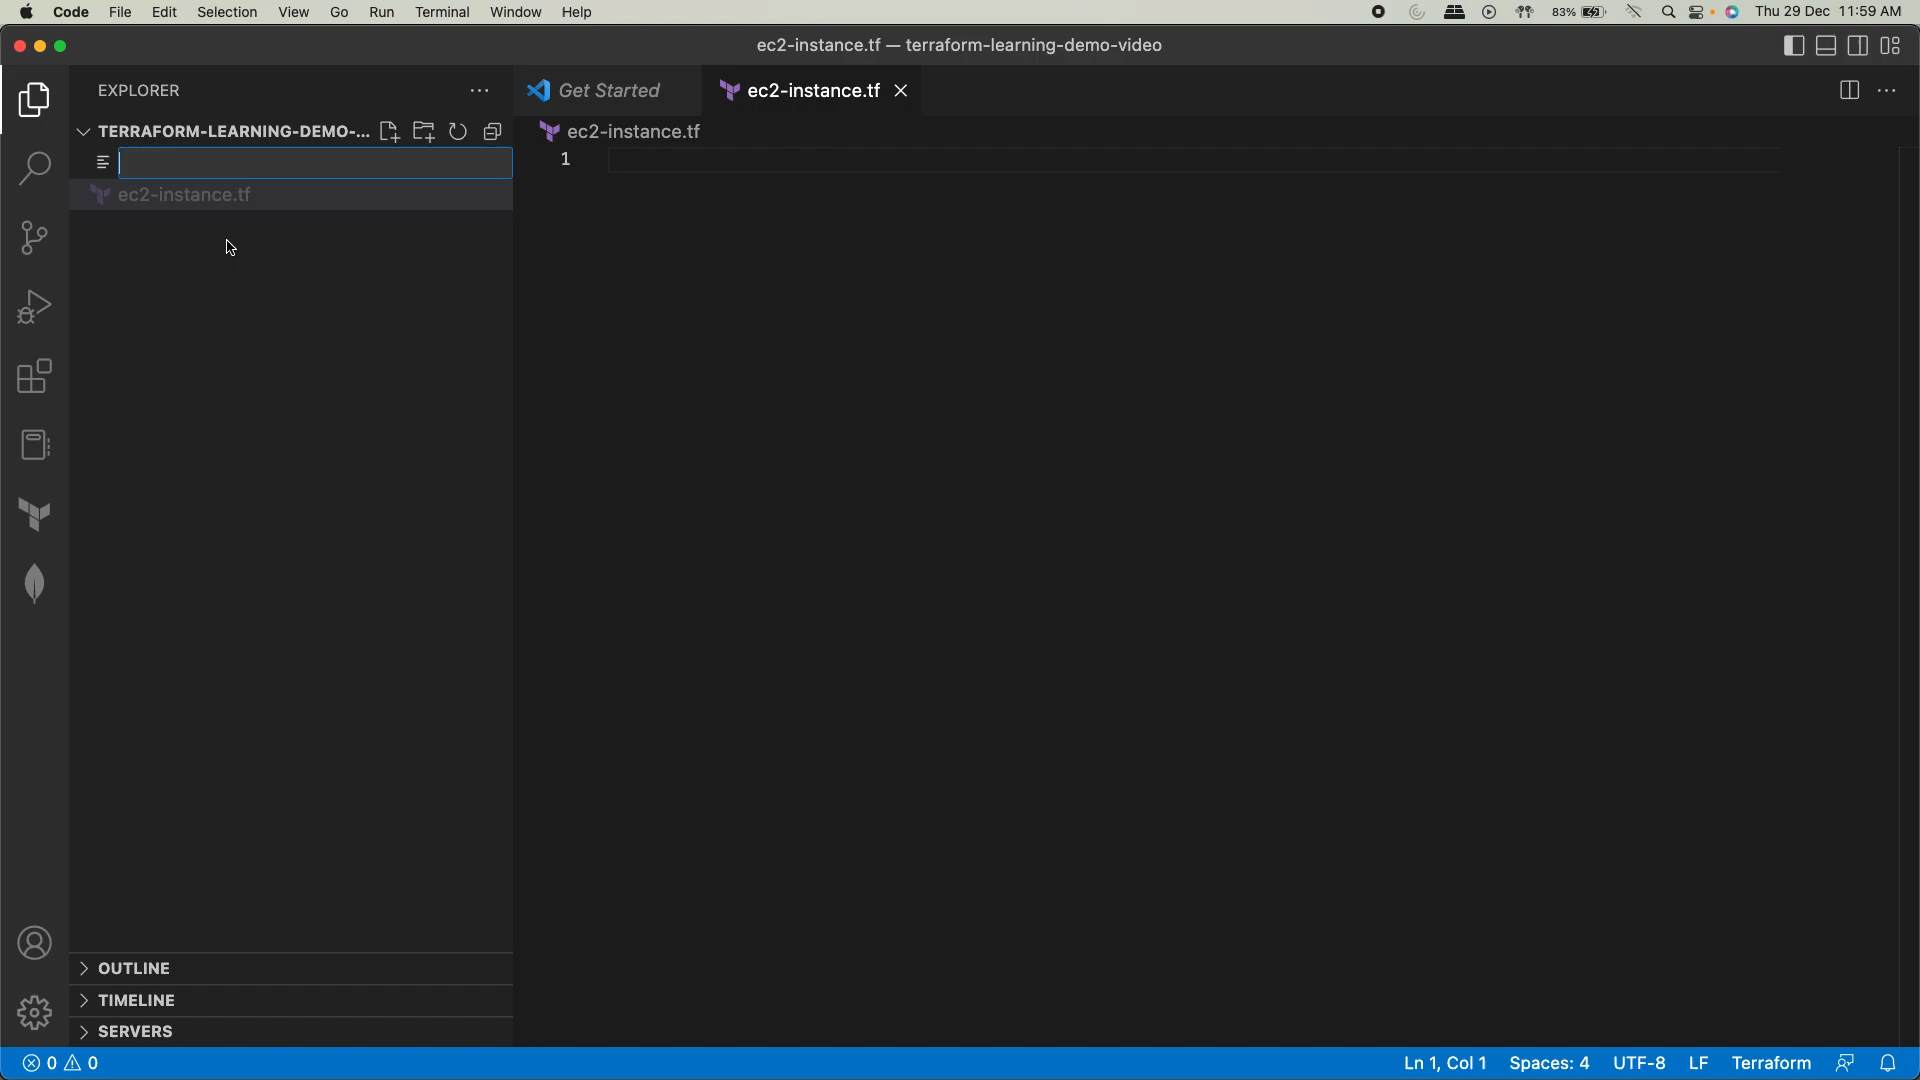 Code File Edit Selection View Go Run Terminal Window Help 83% Thu 29 Dec 11:59 AM
ec2-instance.tf — terraform-learning-demo-video
EXPLORER
Get Started ec2-instance.tf
TERRAFORM-LEARNING-DEMO-...
ec2-instance.tf
1
ec2-instance.tf
OUTLINE
TIMELINE
SERVERS
0 0 Ln 1, Col 1 Spaces: 4 UTF-8 LF Terraform